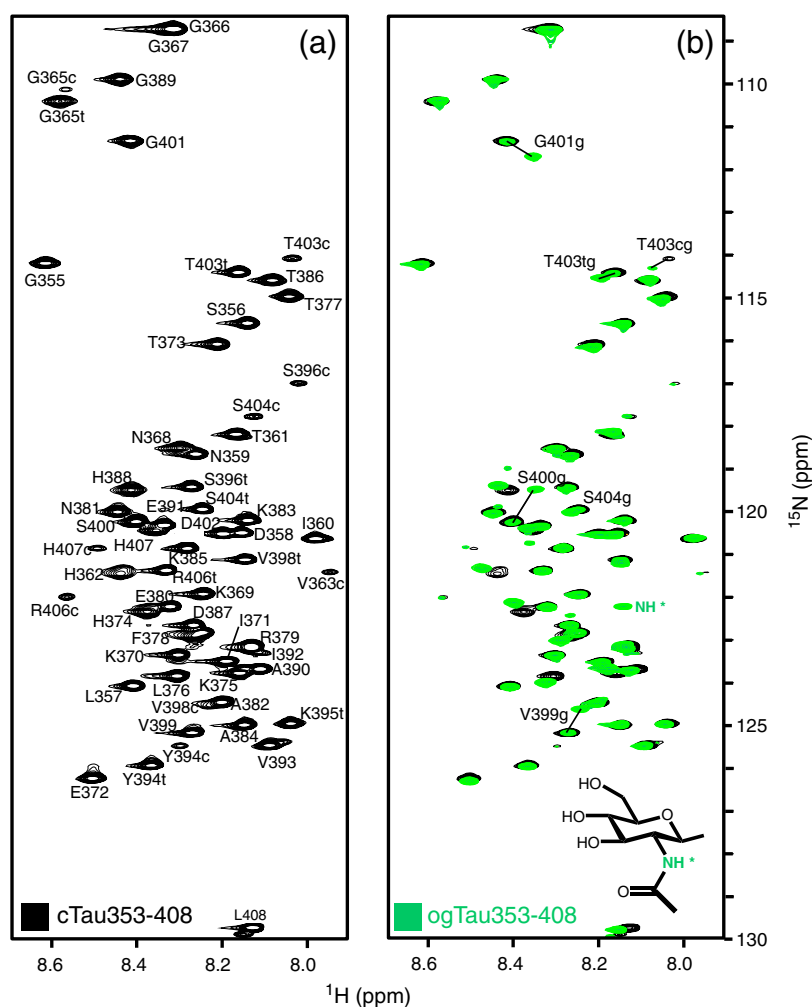 (a)
G366
G367
G365c
G389
G365t
G401
T403c
T403t
G355
T386
T377
S356
T373
S396c
S404c
N368
T361
N359
H388
S396t
N381
E391
S404t
K383
S400
D402
D358
I360
H407c
H407
K385
V398t
H362
R406t
V363c
R406c
E380
K369
H374
D387
I371
F378
R379
K370
I392
A390
L357
L376
K375
V398c
A382
K395t
V399
A384
Y394c
V393
E372
Y394t
L408
cTau353-408
8.6 8.4 8.2 8.0
(b)
G401g
T403cg
T403tg
S400g
S404g
NH *
V399g
HO
HO
O
HO
NH *
O
ogTau353-408
8.6 8.4 8.2 8.0
110
115
120
125
130
15N (ppm)
1H (ppm)